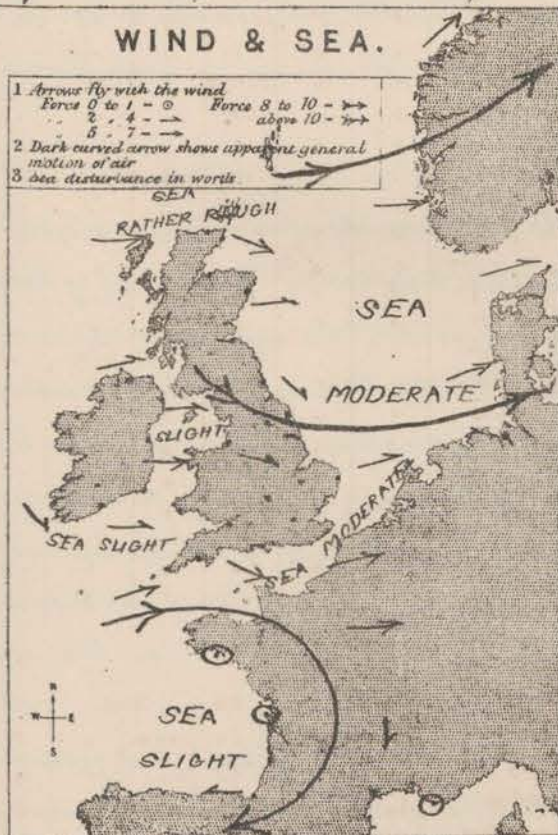 WIND & SEA.
1 Arrows fly with the wind
Force 0 to 1 - ⊙ Force 8 to 10 -
" 2 " 4 - → above 10 -
" 5 " 7 - →
2 Dark curved arrow shows apparent general
motion of air
3 Sea disturbance in words
SEA
RATHER ROUGH
SEA
MODERATE
SLIGHT
SEA SLIGHT
SEA MODERATE
N
W E
S
SEA
SLIGHT